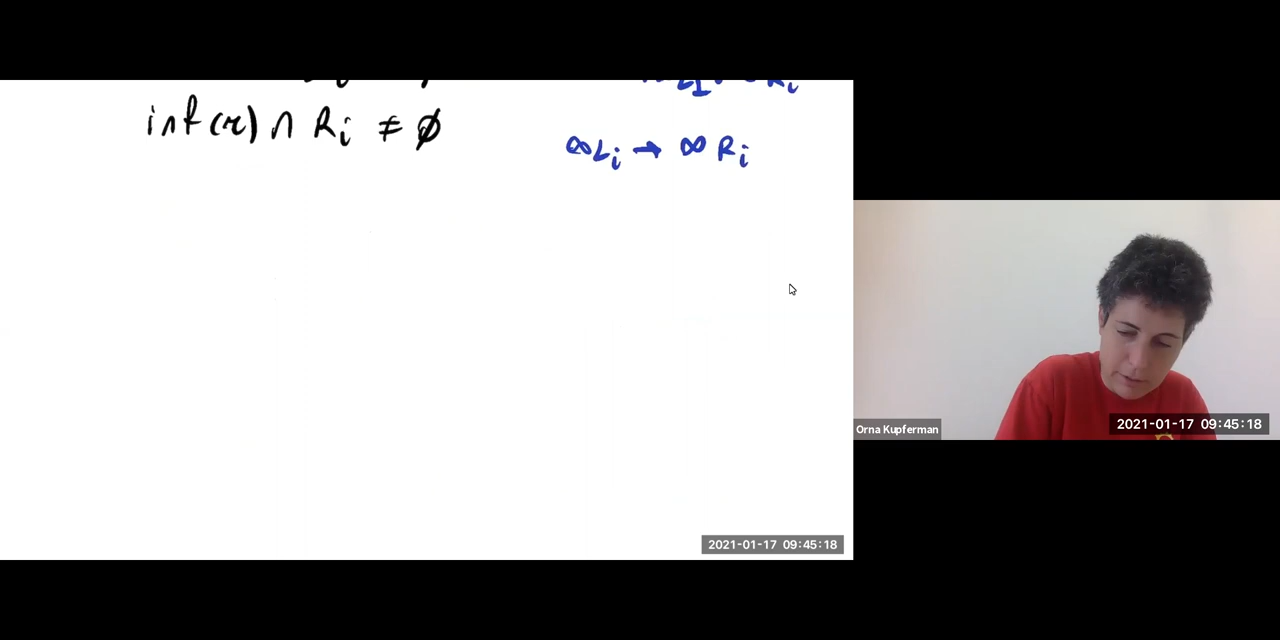 inf(r) ∩ Ri ≠ ∅
∞Li → ∞Ri
Orna Kupferman
2021-01-17 09:45:18
2021-01-17 09:45:18